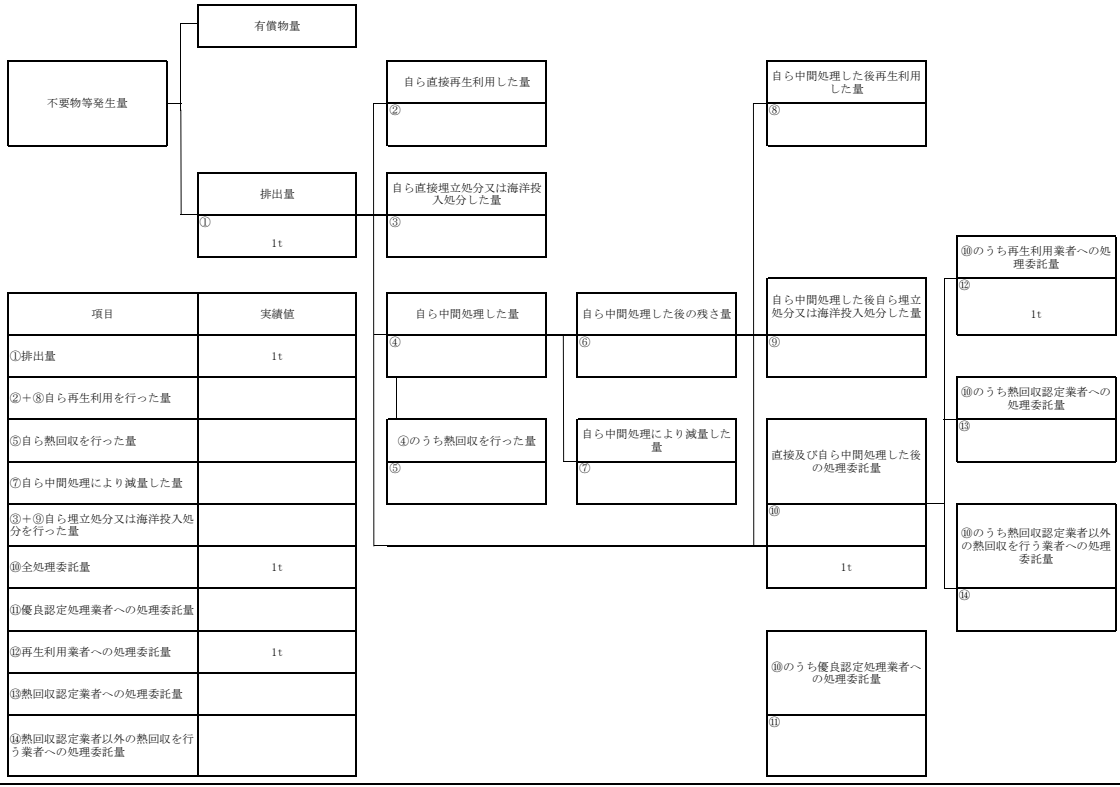 有償物量
不要物等発生量
自ら直接再生利用した量
②
自ら中間処理した後再生利用
した量
⑧
排出量
①
1t
自ら直接埋立処分又は海洋投
入処分した量
③
⑩のうち再生利用業者への処
理委託量
⑫
1t
項目
実績値
①排出量
1t
②＋⑧自ら再生利用を行った量
⑤自ら熱回収を行った量
⑦自ら中間処理により減量した量
③＋⑨自ら埋立処分又は海洋投入処
分を行った量
⑩全処理委託量
1t
⑪優良認定処理業者への処理委託量
⑫再生利用業者への処理委託量
1t
⑬熱回収認定業者への処理委託量
⑭熱回収認定業者以外の熱回収を行
う業者への処理委託量
自ら中間処理した量
④
自ら中間処理した後の残さ量
⑥
自ら中間処理した後自ら埋立
処分又は海洋投入処分した量
⑨
⑩のうち熱回収認定業者への
処理委託量
⑬
④のうち熱回収を行った量
⑤
自ら中間処理により減量した
量
⑦
直接及び自ら中間処理した後
の処理委託量
⑩
1t
⑩のうち熱回収認定業者以外
の熱回収を行う業者への処理
委託量
⑭
⑩のうち優良認定処理業者へ
の処理委託量
⑪